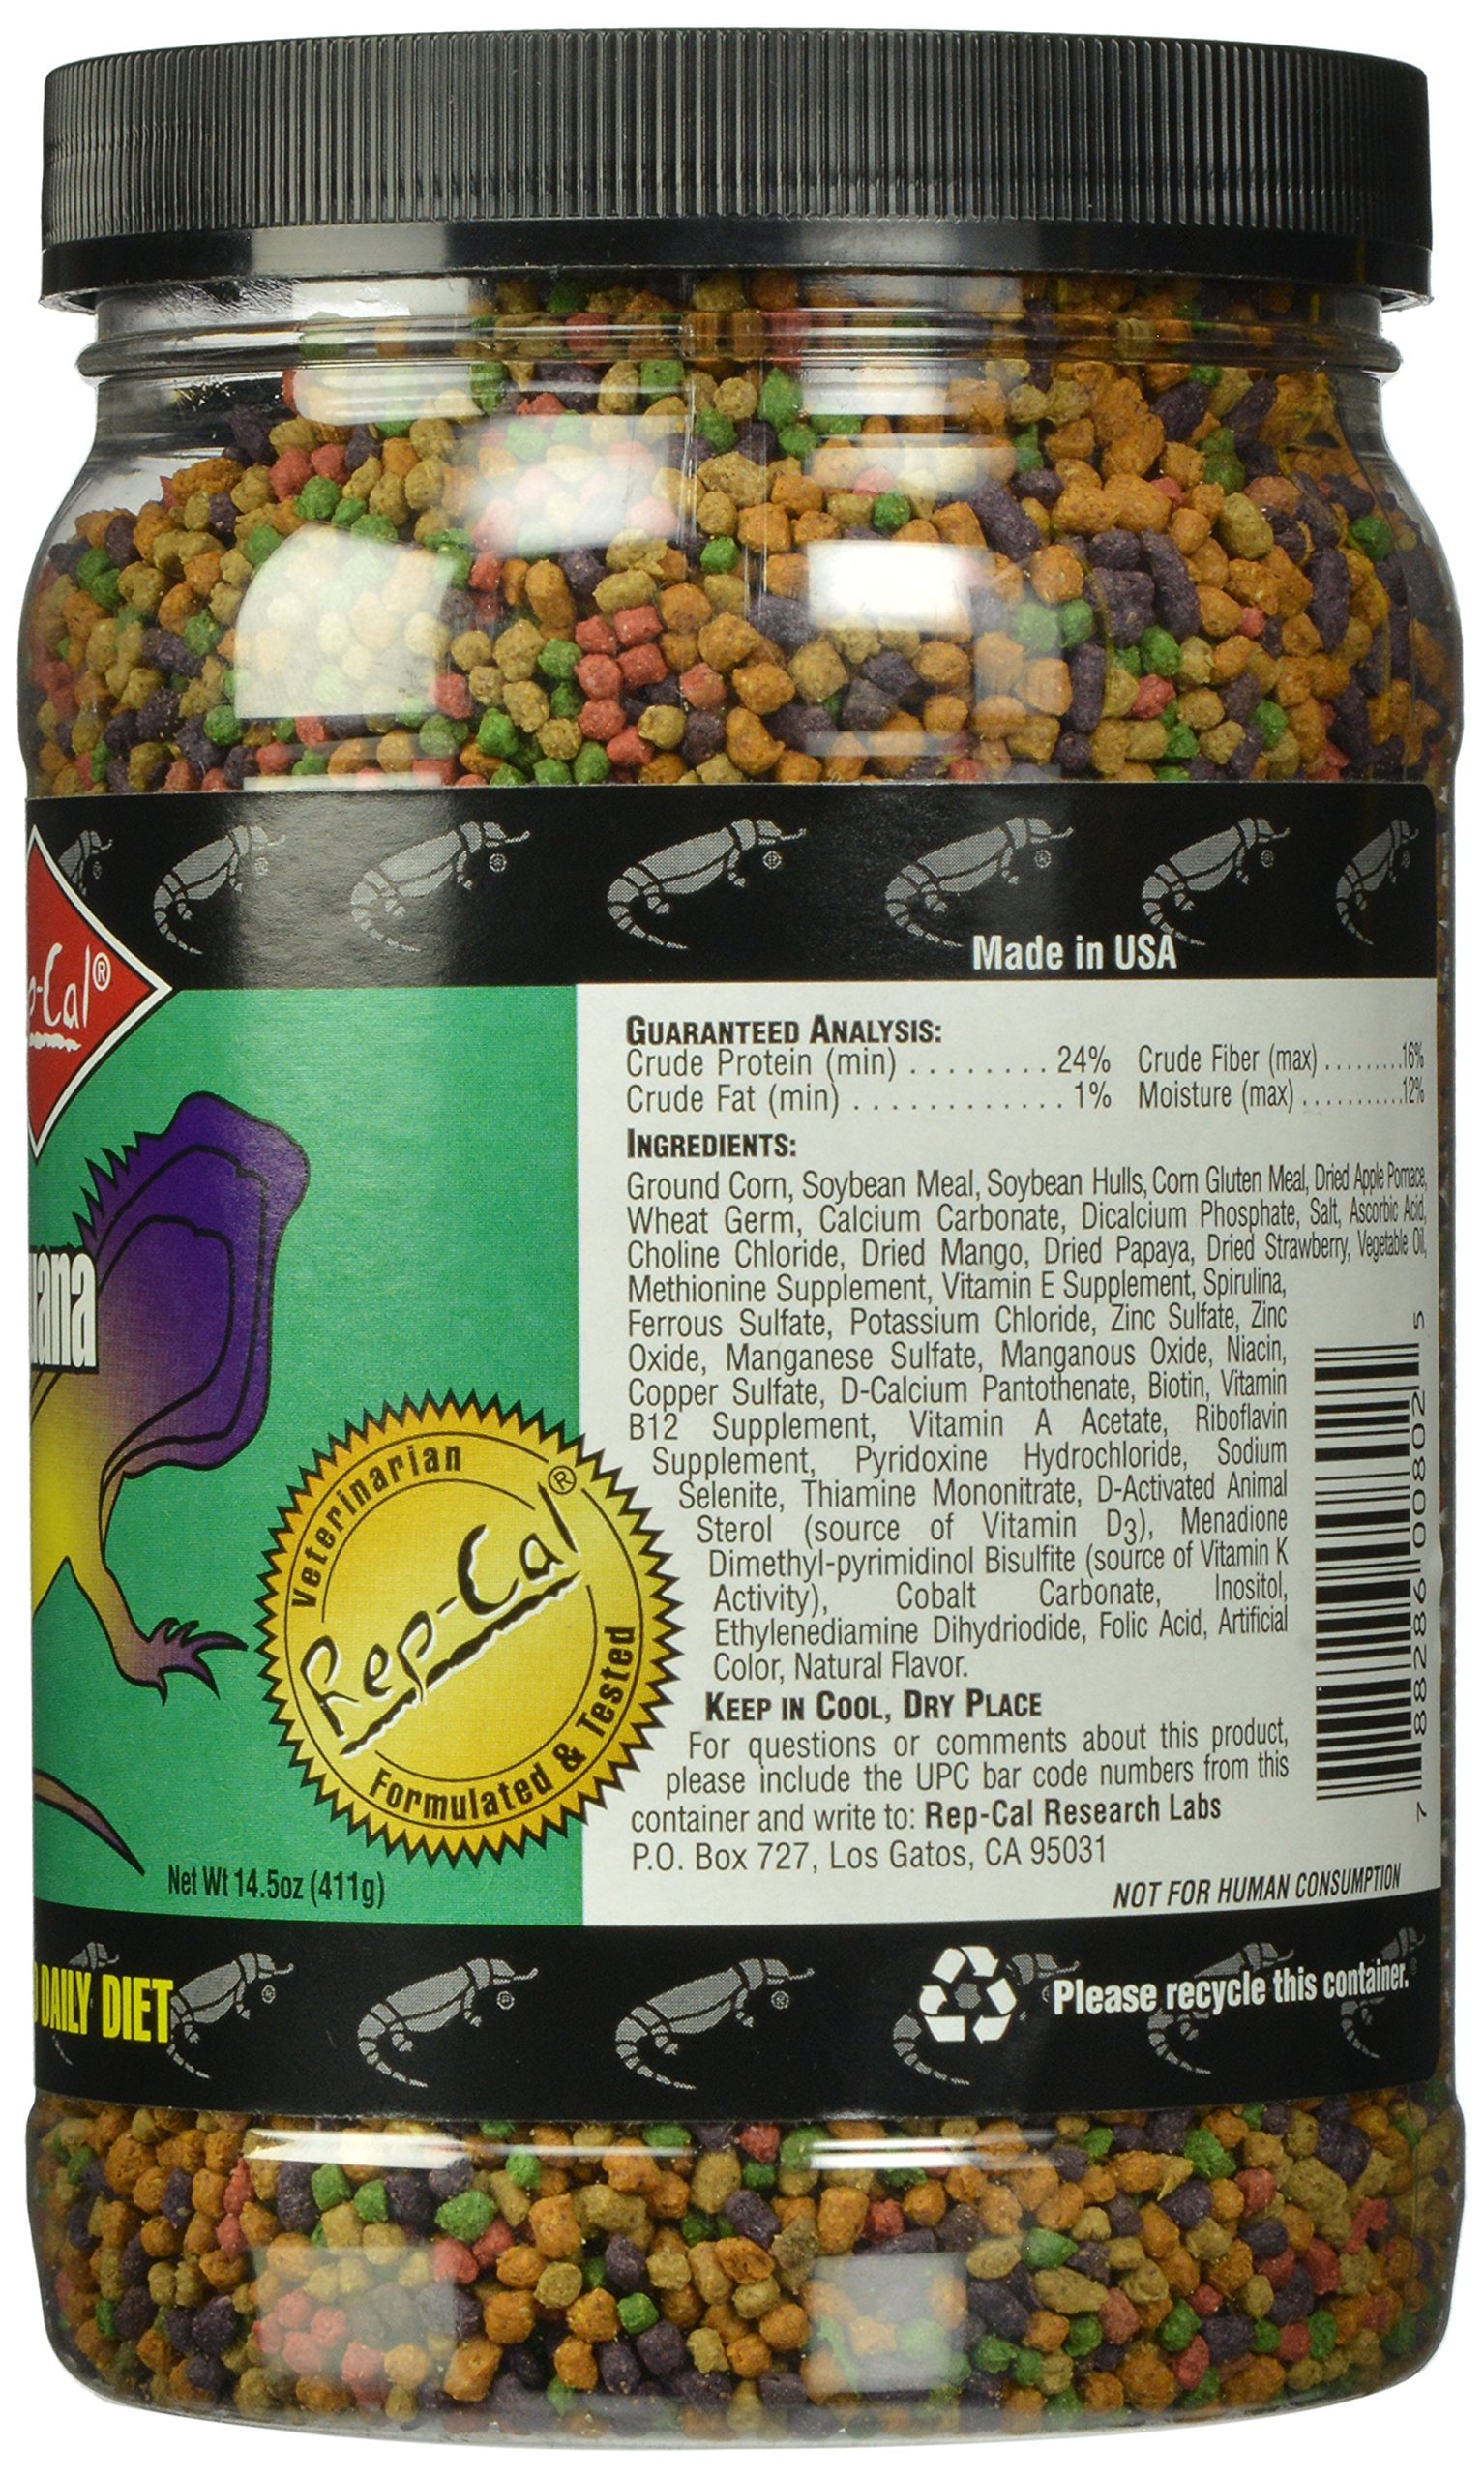 Made in USA
p-Cal®
uana
GUARANTEED ANALYSIS:
Crude Protein (min) ........ 24% Crude Fiber (max) .........16%
Crude Fat (min) ............. 1% Moisture (max) ...........12%
INGREDIENTS:
Ground Corn, Soybean Meal, Soybean Hulls, Corn Gluten Meal, Dried Apple Pomace,
Wheat Germ, Calcium Carbonate, Dicalcium Phosphate, Salt, Ascorbic Acid,
Choline Chloride, Dried Mango, Dried Papaya, Dried Strawberry, Vegetable Oil,
Methionine Supplement, Vitamin E Supplement, Spirulina,
Ferrous Sulfate, Potassium Chloride, Zinc Sulfate, Zinc
Oxide, Manganese Sulfate, Manganous Oxide, Niacin,
Copper Sulfate, D-Calcium Pantothenate, Biotin, Vitamin
B12 Supplement, Vitamin A Acetate, Riboflavin
Supplement, Pyridoxine Hydrochloride, Sodium
Selenite, Thiamine Mononitrate, D-Activated Animal
Sterol (source of Vitamin D3), Menadione
Dimethyl-pyrimidinol Bisulfite (source of Vitamin K
Activity), Cobalt Carbonate, Inositol,
Ethylenediamine Dihydriodide, Folic Acid, Artificial
Color, Natural Flavor.
KEEP IN COOL, DRY PLACE
For questions or comments about this product,
please include the UPC bar code numbers from this
container and write to: Rep-Cal Research Labs
P.O. Box 727, Los Gatos, CA 95031
NOT FOR HUMAN CONSUMPTION
7 88286 00802 5
Veterinarian
Rep-Cal®
Formulated & Tested
Net Wt 14.5oz (411g)
DAILY DIET
Please recycle this container.